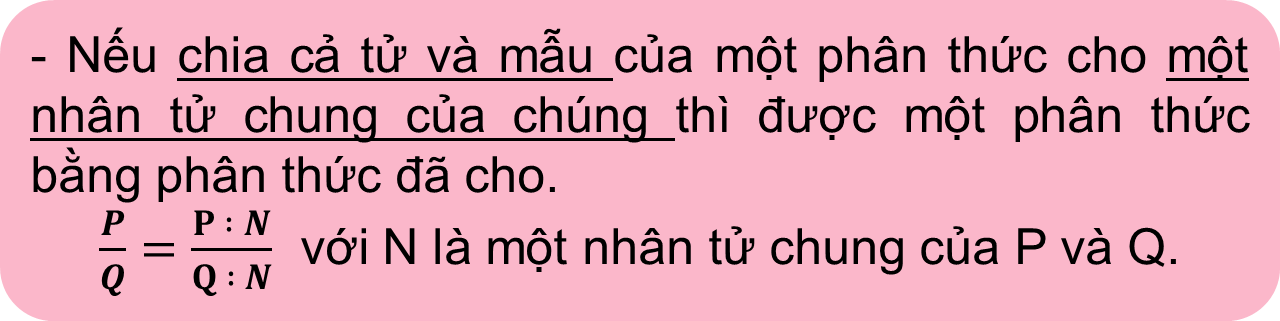 - Nếu chia cả tử và mẫu của một phân thức cho một
nhân tử chung của chúng thì được một phân thức
bằng phân thức đã cho.
P/Q = P : N/Q : N với N là một nhân tử chung của P và Q.